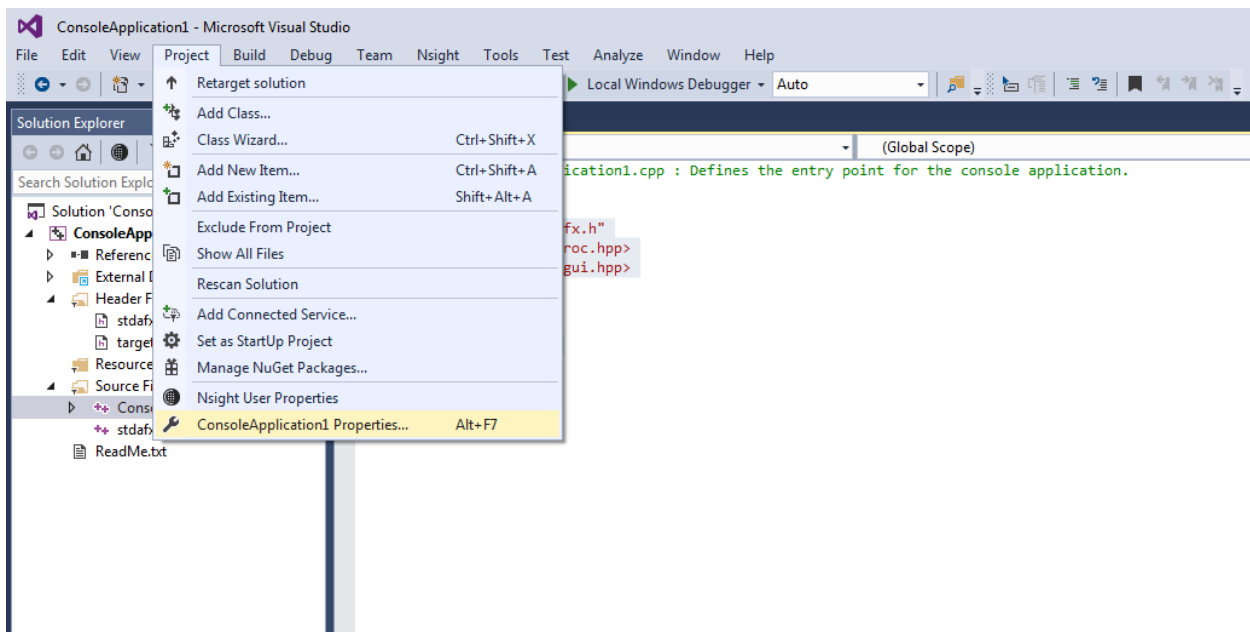 ConsoleApplication1 - Microsoft Visual Studio
File Edit View Project Build Debug Team Nsight Tools Test Analyze Window Help
Local Windows Debugger Auto
Retarget solution
Add Class...
Class Wizard... Ctrl+Shift+X
Add New Item... Ctrl+Shift+A
Add Existing Item... Shift+Alt+A
Exclude From Project
Show All Files
Rescan Solution
Add Connected Service...
Set as StartUp Project
Manage NuGet Packages...
Nsight User Properties
ConsoleApplication1 Properties... Alt+F7
Solution Explorer
Search Solution Explo
Solution 'Conso
ConsoleApp
Referenc
External
Header F
stdafx
target
Resource
Source Fi
Conso
stdafx
ReadMe.txt
(Global Scope)
ication1.cpp : Defines the entry point for the console application.
fx.h"
roc.hpp>
gui.hpp>